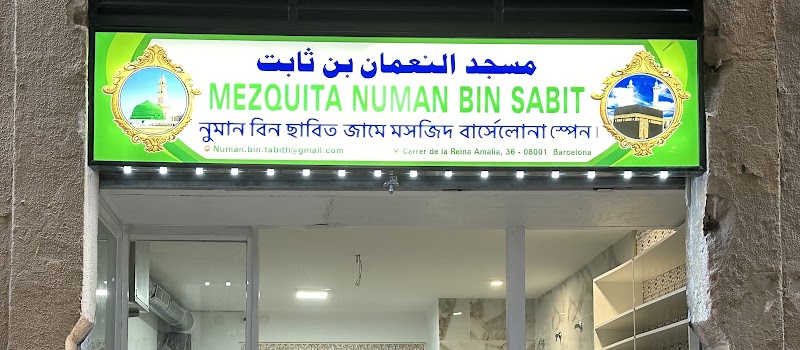 مسجد النعمان بن ثابت
MEZQUITA NUMAN BIN SABIT
নুমান বিন ছাবিত জামে মসজিদ বার্সেলোনা স্পেন।
Numan.bin.tabith@gmail.com
Carrer de la Reina Amalia, 36 - 08001 Barcelona